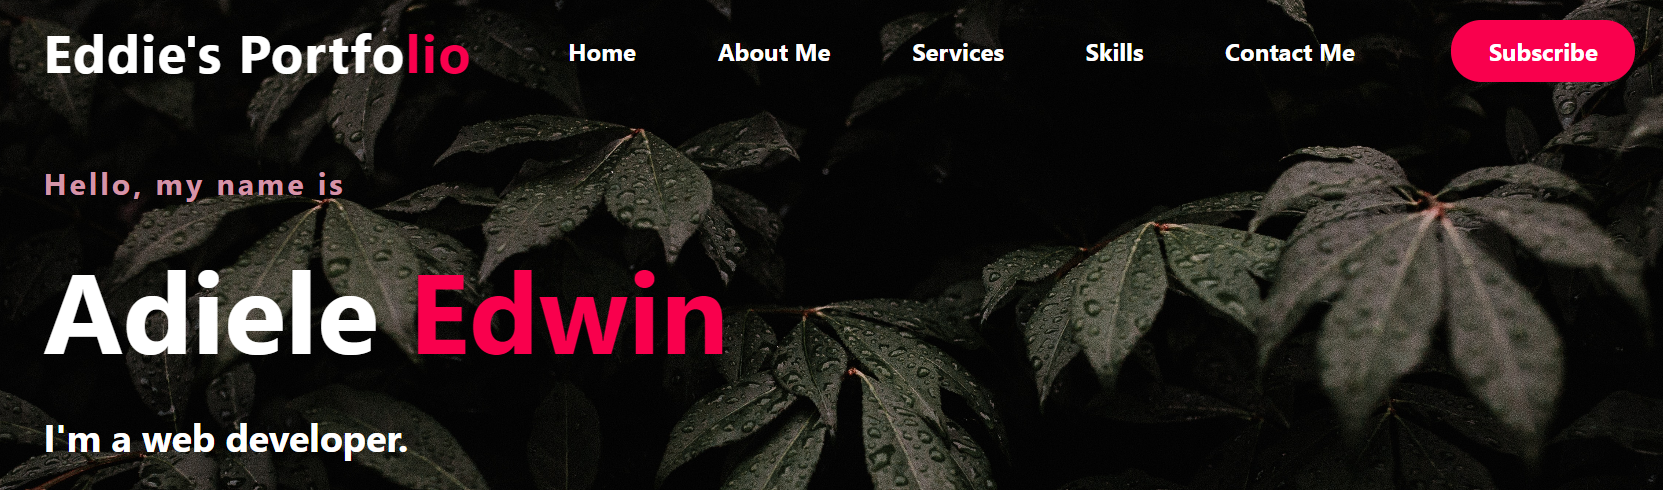 Eddie's Portfolio Home About Me Services Skills Contact Me Subscribe
Hello, my name is
Adiele Edwin
I'm a web developer.